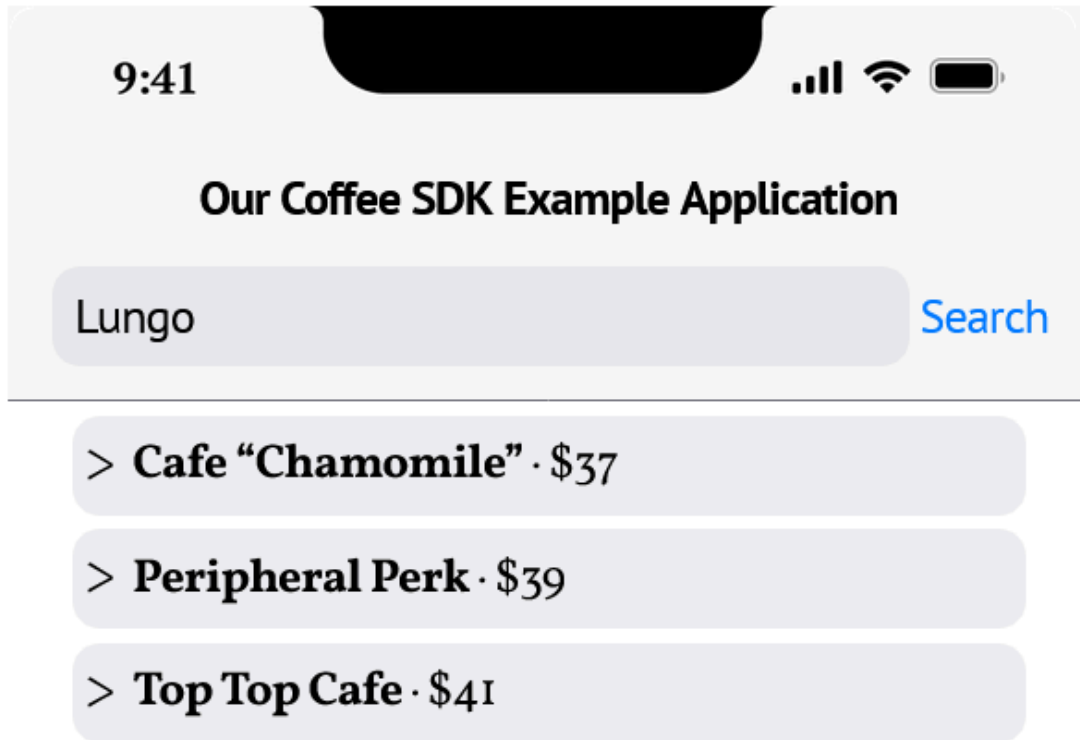 9:41
Our Coffee SDK Example Application
Lungo Search
> Cafe “Chamomile” · $37
> Peripheral Perk · $39
> Top Top Cafe · $41